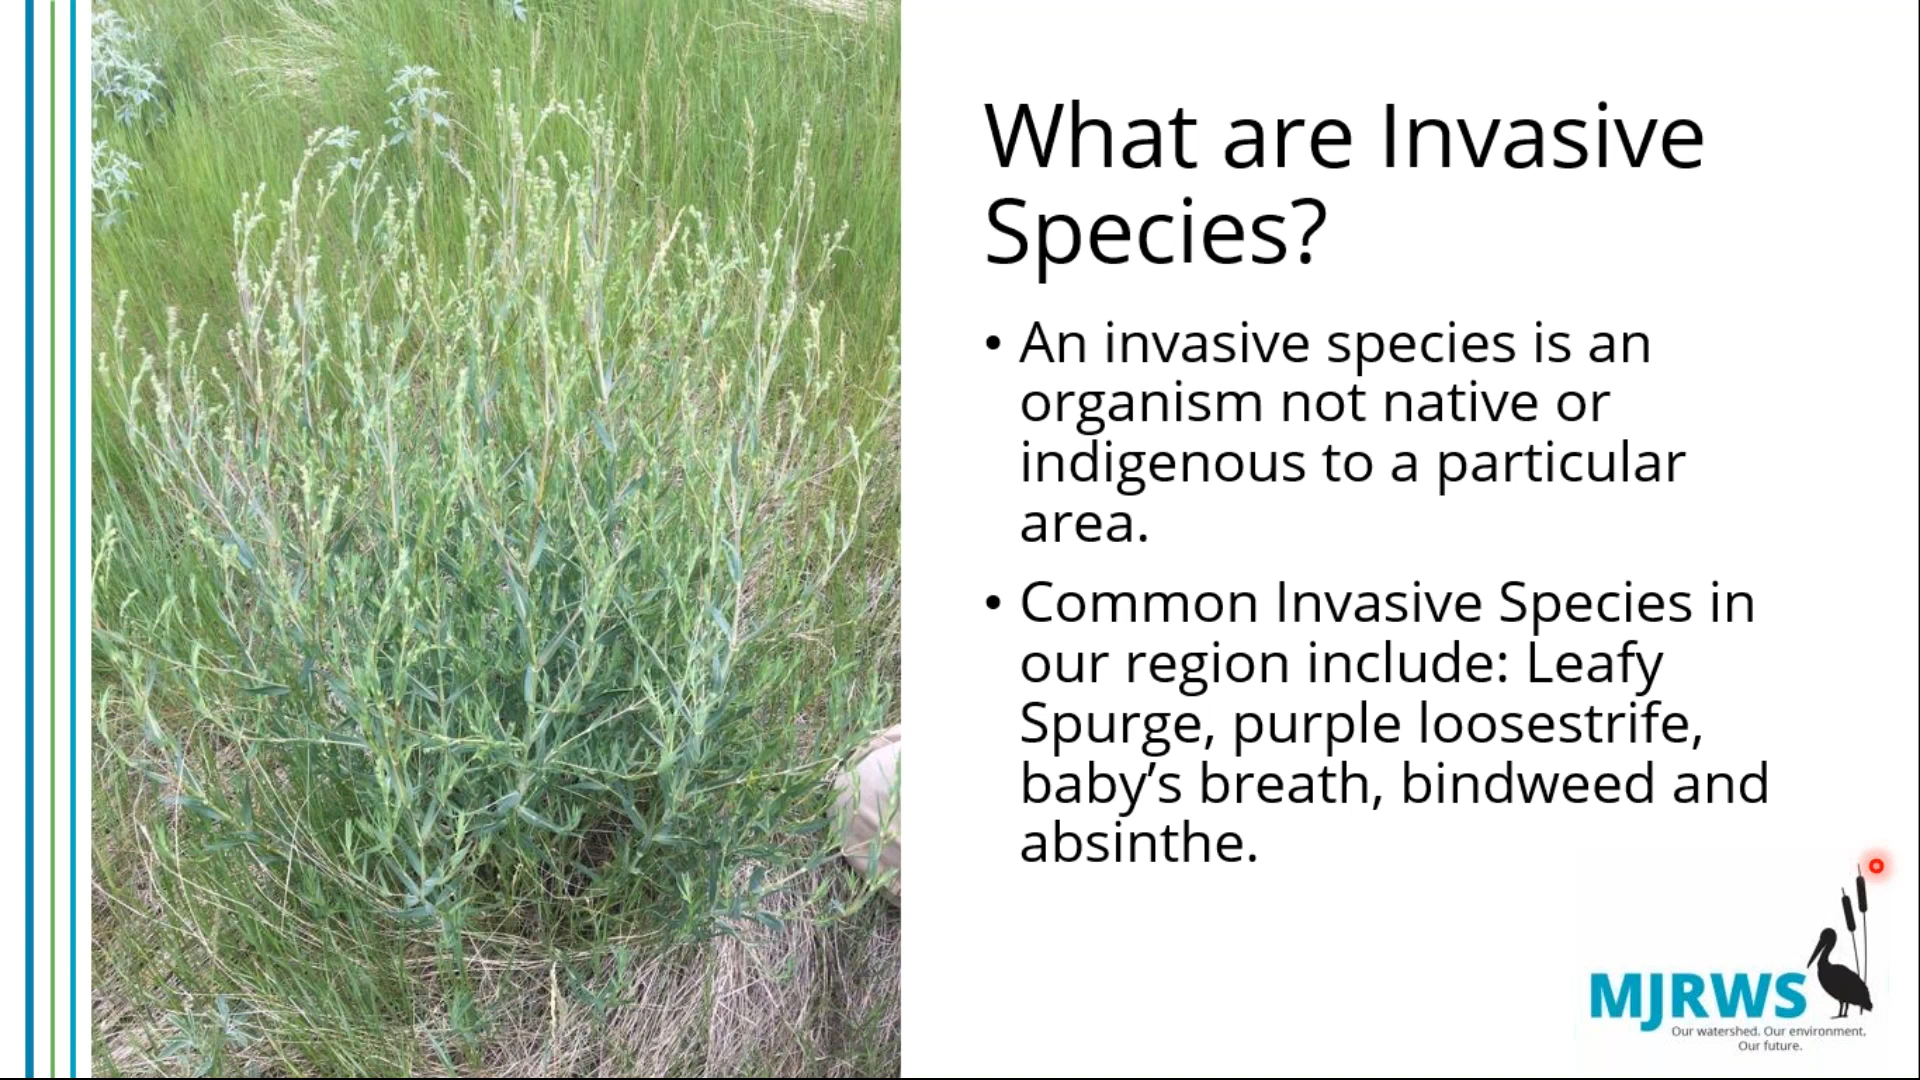 What are Invasive
Species?
• An invasive species is an
organism not native or
indigenous to a particular
area.
• Common Invasive Species in
our region include: Leafy
Spurge, purple loosestrife,
baby’s breath, bindweed and
absinthe.
MJRWS
Our watershed. Our environment.
Our future.